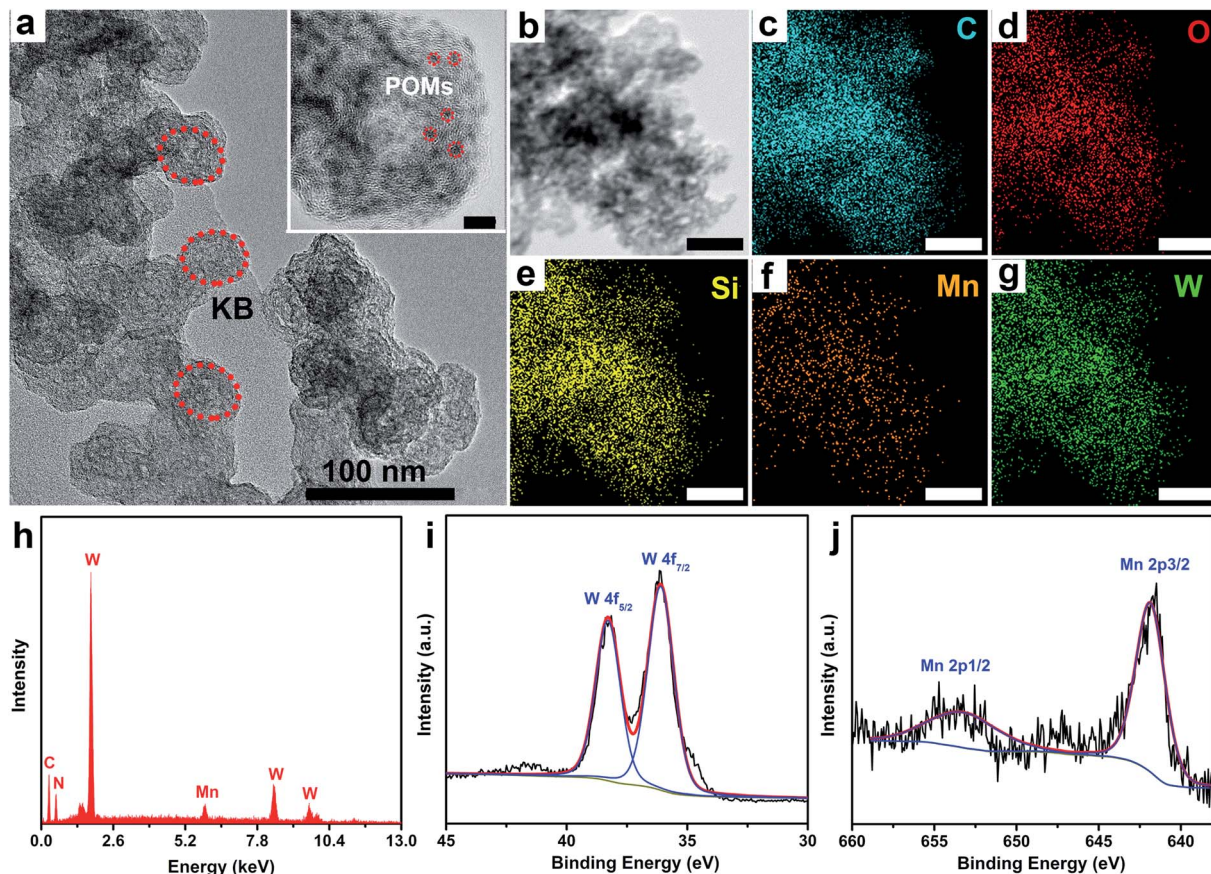 a
POMs
KB
100 nm
b
c
C
d
O
e
Si
f
Mn
g
W
h
W
C
N
Mn
W
W
Intensity
0.0 2.6 5.2 7.8 10.4 13.0
Energy (keV)
i
W 4f7/2
W 4f5/2
Intensity (a.u.)
45 40 35 30
Binding Energy (eV)
j
Mn 2p3/2
Mn 2p1/2
Intensity (a.u.)
660 655 650 645 640
Binding Energy (eV)